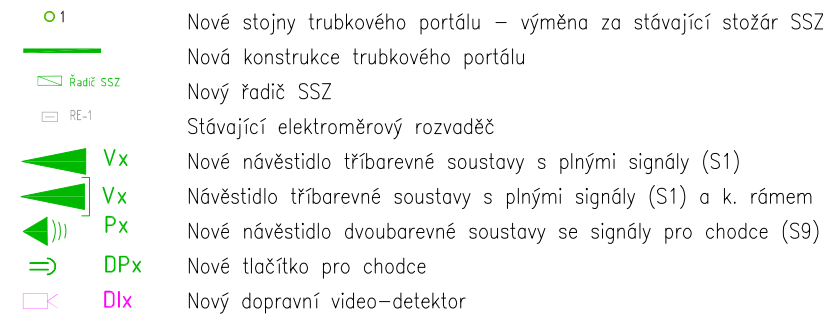 1 Nové stojny trubkového portálu – výměna za stávající stožár SSZ
Nová konstrukce trubkového portálu
Řadič SSZ Nový řadič SSZ
RE-1 Stávající elektroměrový rozvaděč
Vx Nové návěstidlo tříbarevné soustavy s plnými signály (S1)
Vx Návěstidlo tříbarevné soustavy s plnými signály (S1) a k. rámem
Px Nové návěstidlo dvoubarevné soustavy se signály pro chodce (S9)
DPx Nové tlačítko pro chodce
DIx Nový dopravní video–detektor